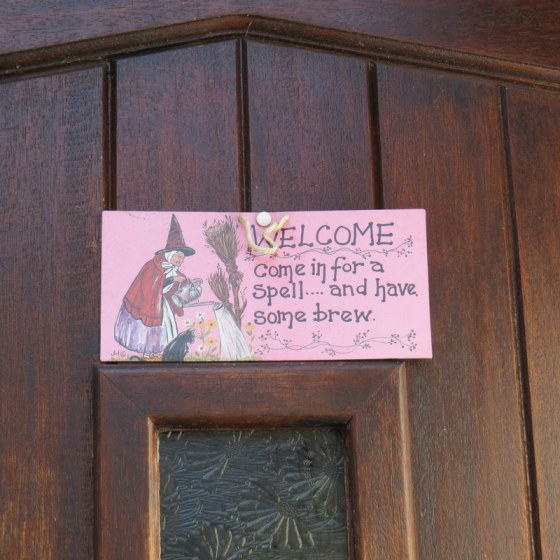 WELCOME
Come in for a
Spell.... and have
some brew.